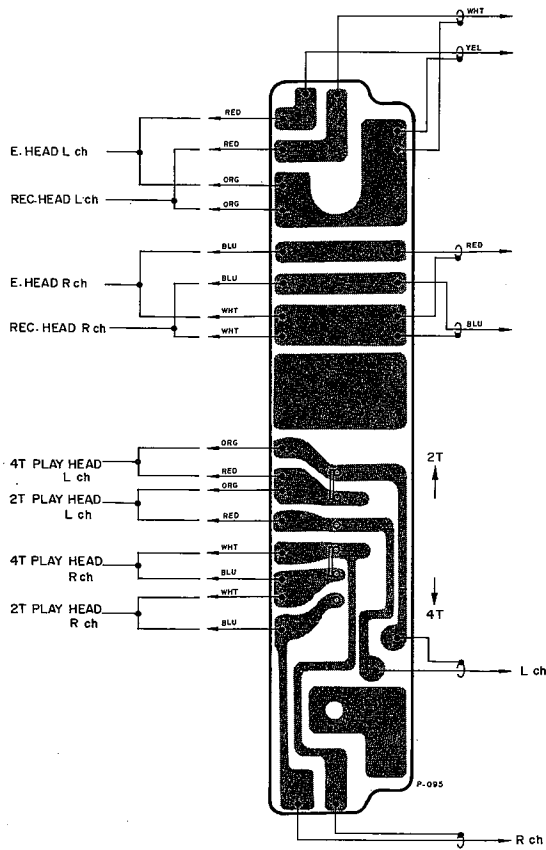 WHT
YEL
RED
E. HEAD L ch
RED
ORG
REC. HEAD L ch
ORG
BLU
RED
E. HEAD R ch
BLU
WHT
REC. HEAD R ch
BLU
WHT
ORG
4T PLAY HEAD
L ch
2T
RED
ORG
2T PLAY HEAD
L ch
RED
WHT
4T PLAY HEAD
R ch
BLU
WHT
4T
2T PLAY HEAD
R ch
BLU
L ch
P-095
R ch